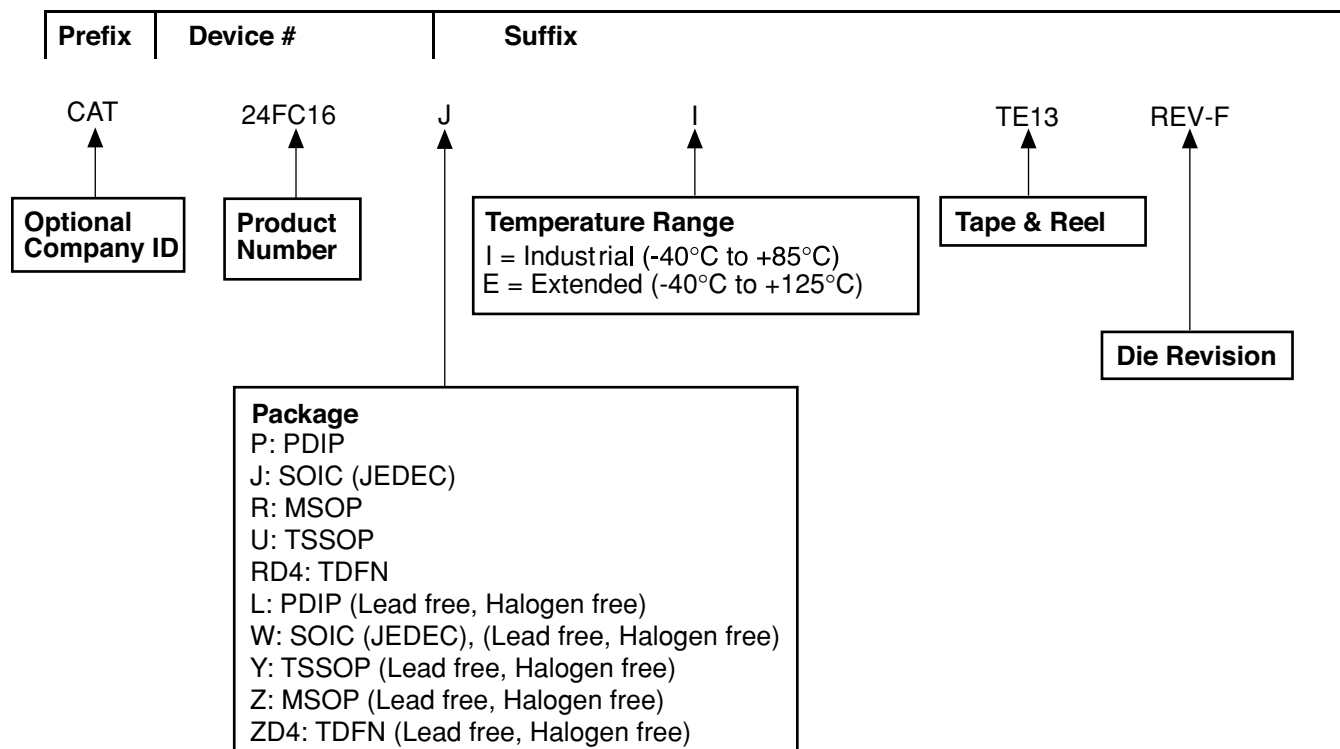 Prefix Device # Suffix
CAT 24FC16 J I TE13 REV-F
Optional
Company ID
Product
Number
Temperature Range
I = Industrial (-40°C to +85°C)
E = Extended (-40°C to +125°C)
Tape & Reel
Die Revision
Package
P: PDIP
J: SOIC (JEDEC)
R: MSOP
U: TSSOP
RD4: TDFN
L: PDIP (Lead free, Halogen free)
W: SOIC (JEDEC), (Lead free, Halogen free)
Y: TSSOP (Lead free, Halogen free)
Z: MSOP (Lead free, Halogen free)
ZD4: TDFN (Lead free, Halogen free)